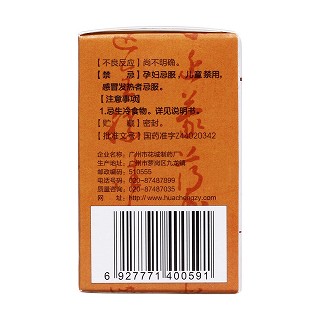 【不良反应】尚不明确。
【禁 忌】孕妇忌服，儿童禁用，
感冒发热者忌服。
【注意事项】
1.忌生冷食物。详见说明书。
【贮 藏】密封。
【批准文号】国药准字Z44020342
企业名称：广州市花城制药厂
生产地址：广州市萝岗区九龙镇
邮政编码：510555
电话号码：020-87487899
质量咨询：020-87487035
网 址：http://www.huachengzy.com
6 927771 400591